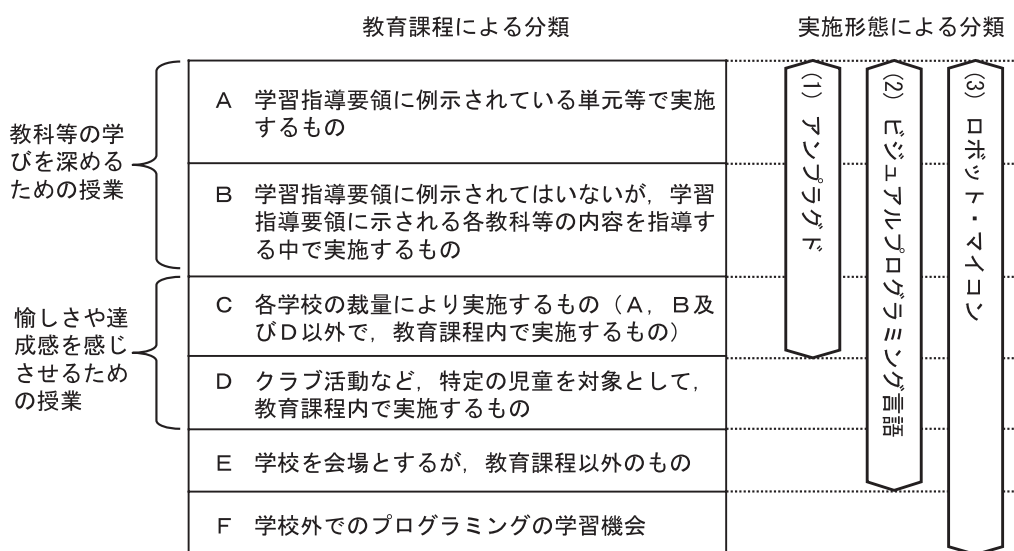 教育課程による分類
実施形態による分類
教科等の学
びを深める
ための授業
愉しさや達
成感を感じ
させるため
の授業
A 学習指導要領に例示されている単元等で実施
するもの
B 学習指導要領に例示されてはいないが，学習
指導要領に示される各教科等の内容を指導す
る中で実施するもの
C 各学校の裁量により実施するもの（A，B及
びD以外で，教育課程内で実施するもの）
D クラブ活動など，特定の児童を対象として，
教育課程内で実施するもの
E 学校を会場とするが，教育課程以外のもの
F 学校外でのプログラミングの学習機会
(1) アンプラグド
(2) ビジュアルプログラミング言語
(3) ロボット・マイコン